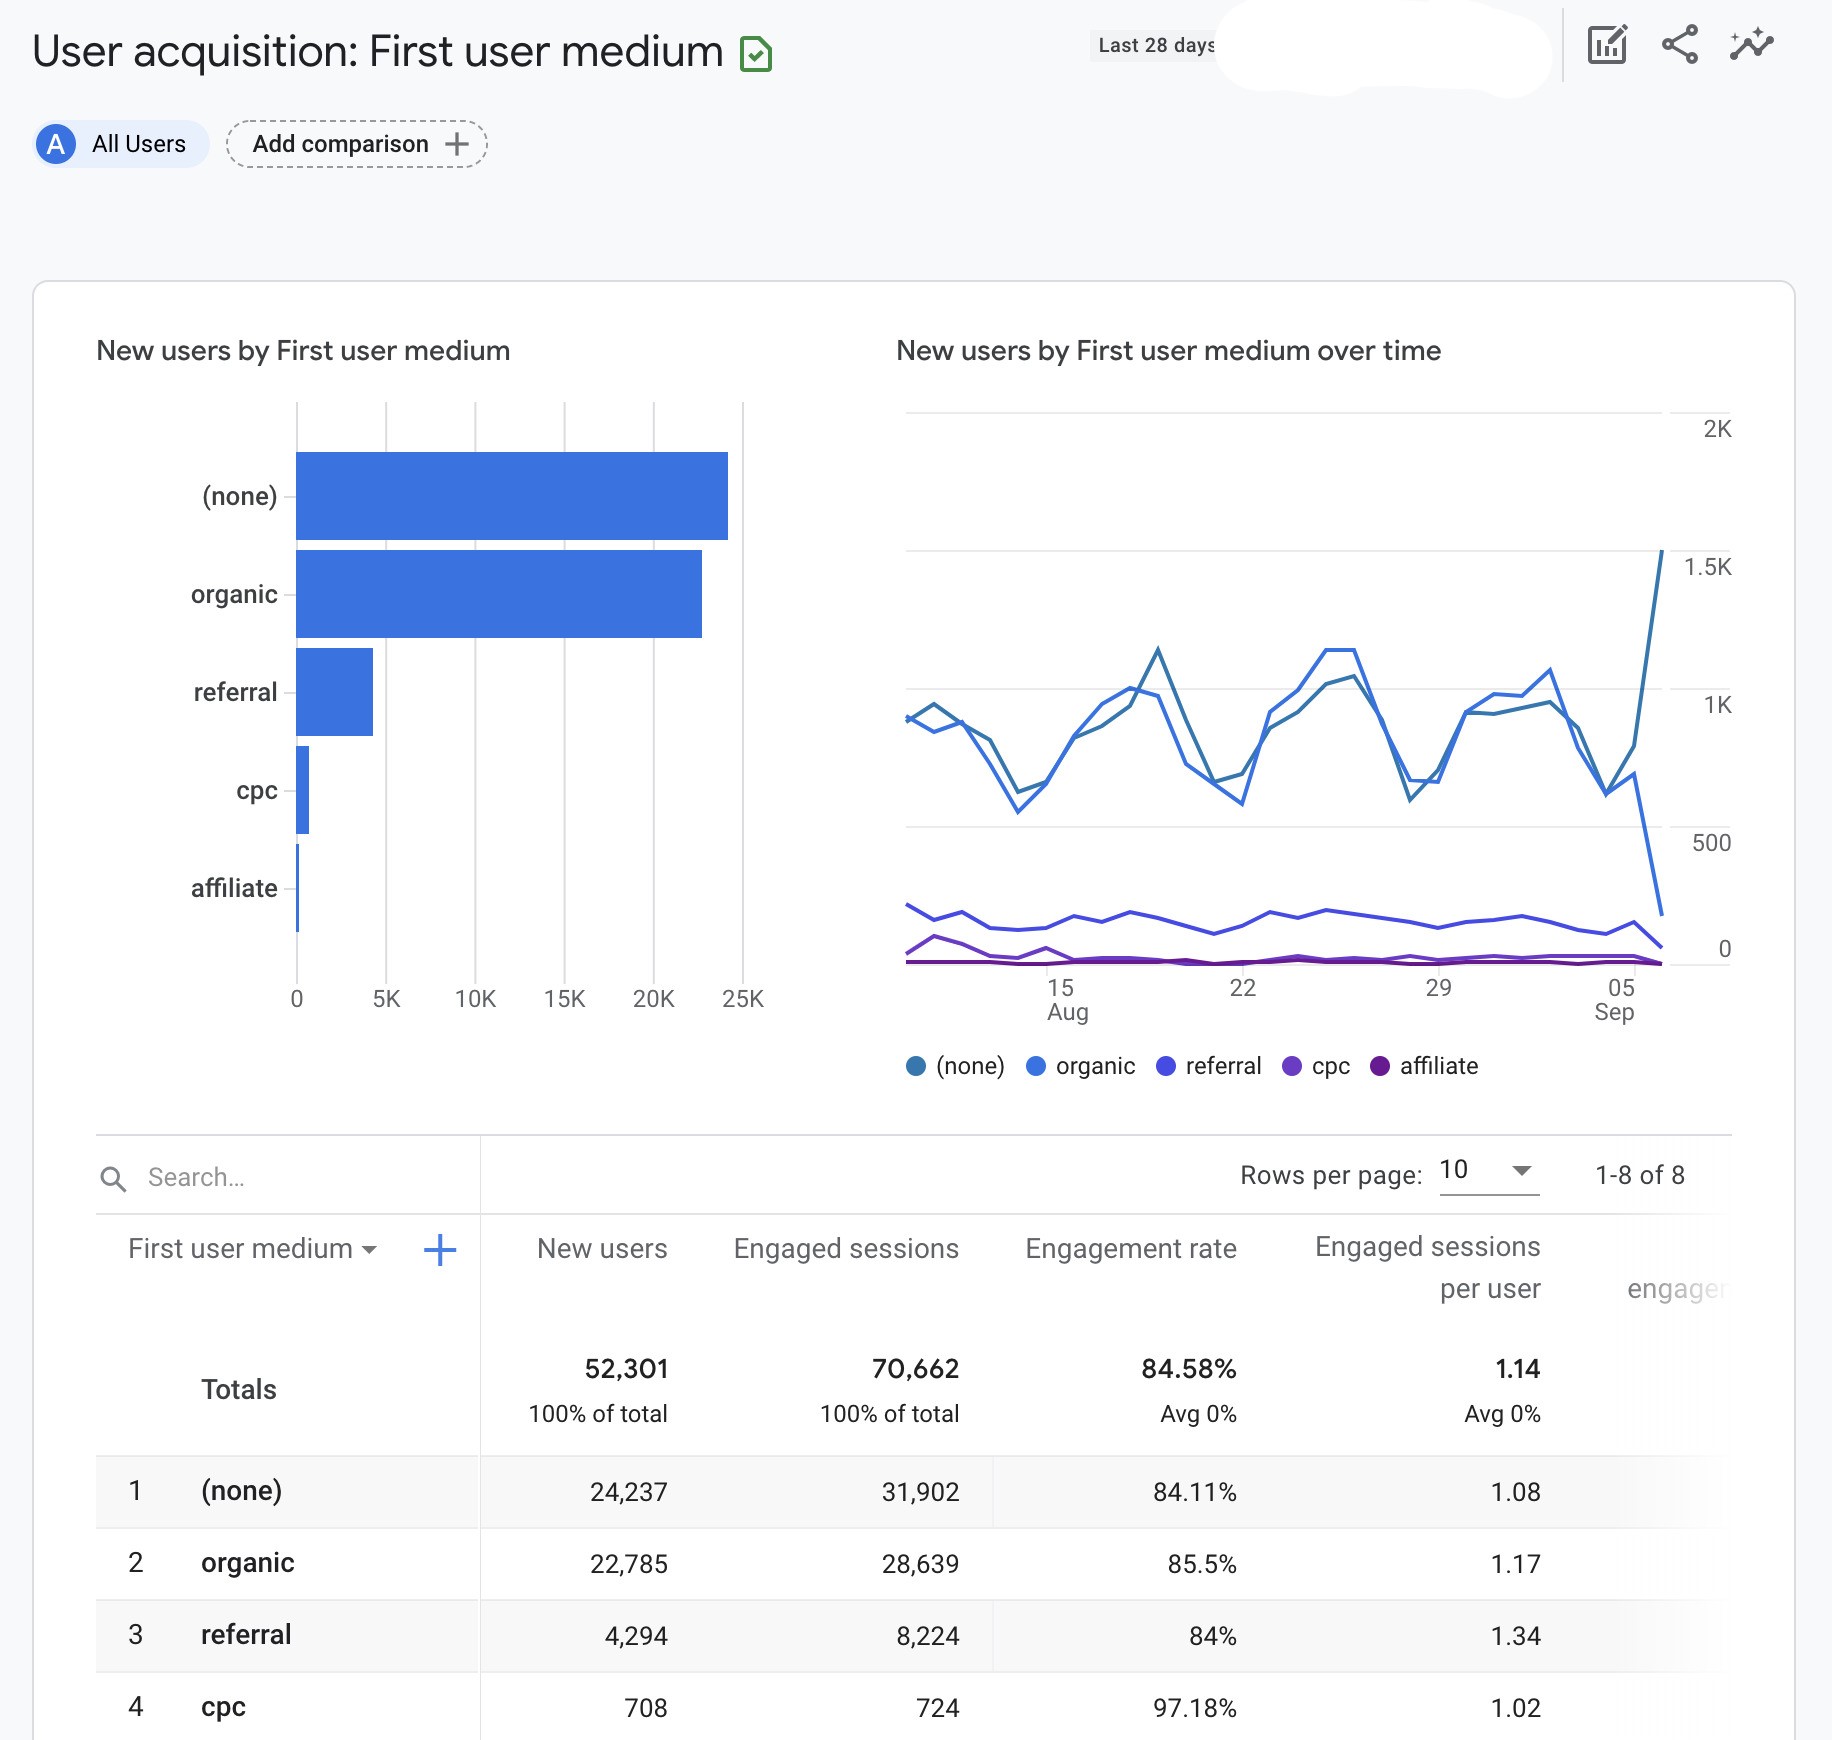 User acquisition: First user medium
Last 28 days
A All Users
Add comparison
New users by First user medium
(none)
organic
referral
cpc
affiliate
0 5K 10K 15K 20K 25K
New users by First user medium over time
2K
1.5K
1K
500
0
15 22 29 05
Aug Sep
(none) organic referral cpc affiliate
Search...
Rows per page: 10 1-8 of 8
First user medium New users Engaged sessions Engagement rate Engaged sessions
per user
Totals 52,301 70,662 84.58% 1.14
100% of total 100% of total Avg 0% Avg 0%
1 (none) 24,237 31,902 84.11% 1.08
2 organic 22,785 28,639 85.5% 1.17
3 referral 4,294 8,224 84% 1.34
4 cpc 708 724 97.18% 1.02